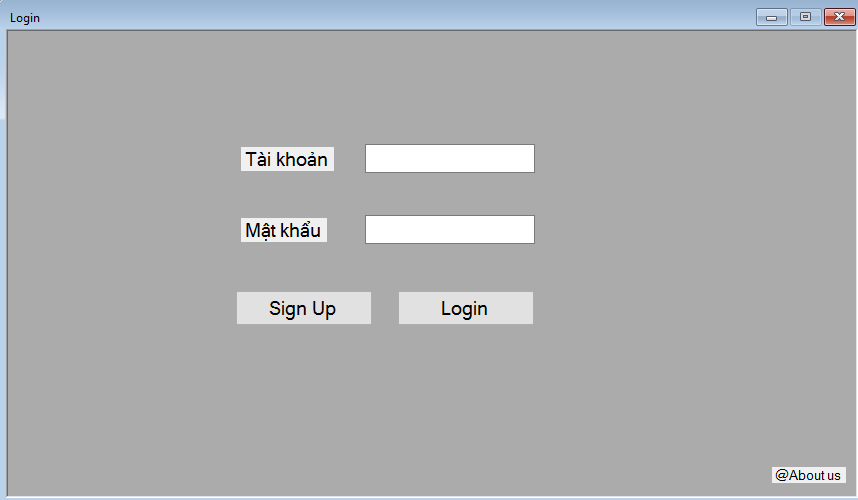 Login
Tài khoản
Mật khẩu
Sign Up
Login
@About us